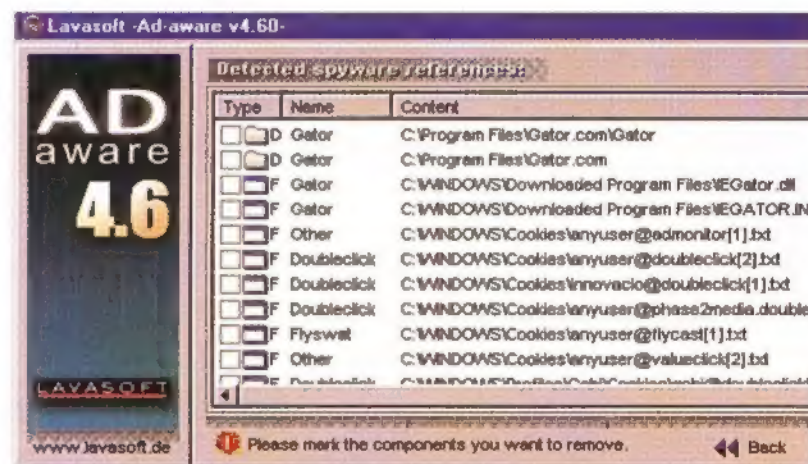 Lavasoft -Ad-aware v4.60-
AD
aware
4.6
LAVASOFT
www.lavasoft.de
Detected spyware references:
Type Name Content
D Gator C:\Program Files\Gator.com\Gator
D Gator C:\Program Files\Gator.com
F Gator C:\WINDOWS\Downloaded Program Files\IEGator.dll
F Gator C:\WINDOWS\Downloaded Program Files\IEGATOR.IN
F Other C:\WINDOWS\Cookies\anyuser@admonitor[1].txt
F Doubleclick C:\WINDOWS\Cookies\anyuser@doubleclick[2].txt
F Doubleclick C:\WINDOWS\Cookies\innovacio@doubleclick[1].txt
F Doubleclick C:\WINDOWS\Cookies\anyuser@phase2media.double
F Flyswat C:\WINDOWS\Cookies\anyuser@flycast[1].txt
F Other C:\WINDOWS\Cookies\anyuser@valueclick[2].txt
F Doubleclick
Please mark the components you want to remove.
Back